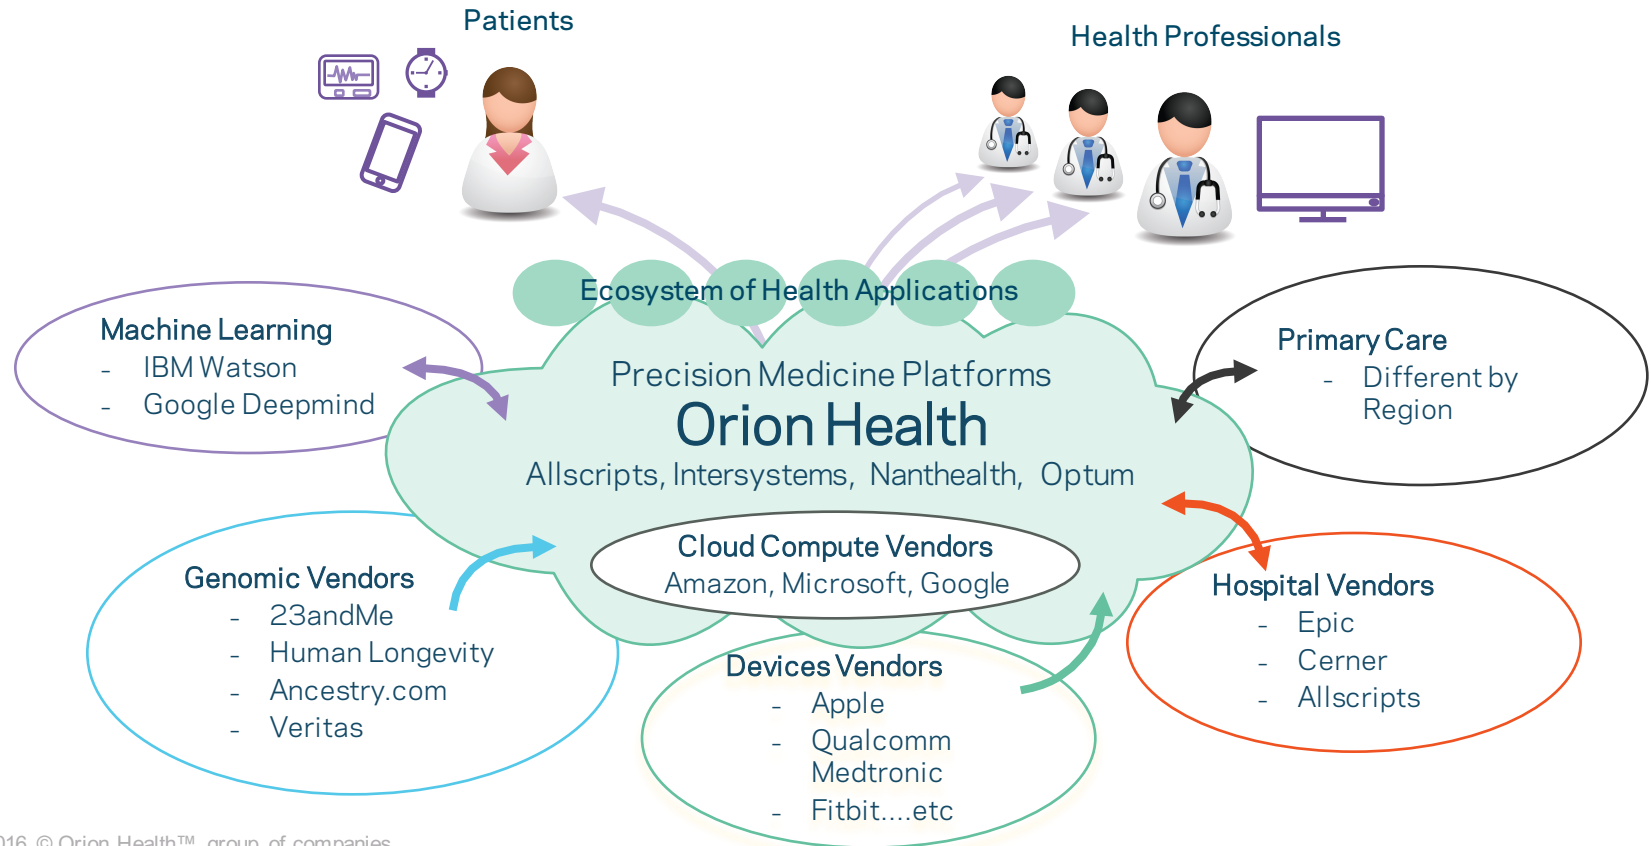 Patients
Health Professionals
Ecosystem of Health Applications
Machine Learning
- IBM Watson
- Google Deepmind
Precision Medicine Platforms
Orion Health
Allscripts, Intersystems, Nanthealth, Optum
Primary Care
- Different by
Region
Cloud Compute Vendors
Amazon, Microsoft, Google
Genomic Vendors
- 23andMe
- Human Longevity
- Ancestry.com
- Veritas
Devices Vendors
- Apple
- Qualcomm
Medtronic
- Fitbit....etc
Hospital Vendors
- Epic
- Cerner
- Allscripts
© Orion Health™ group of companies